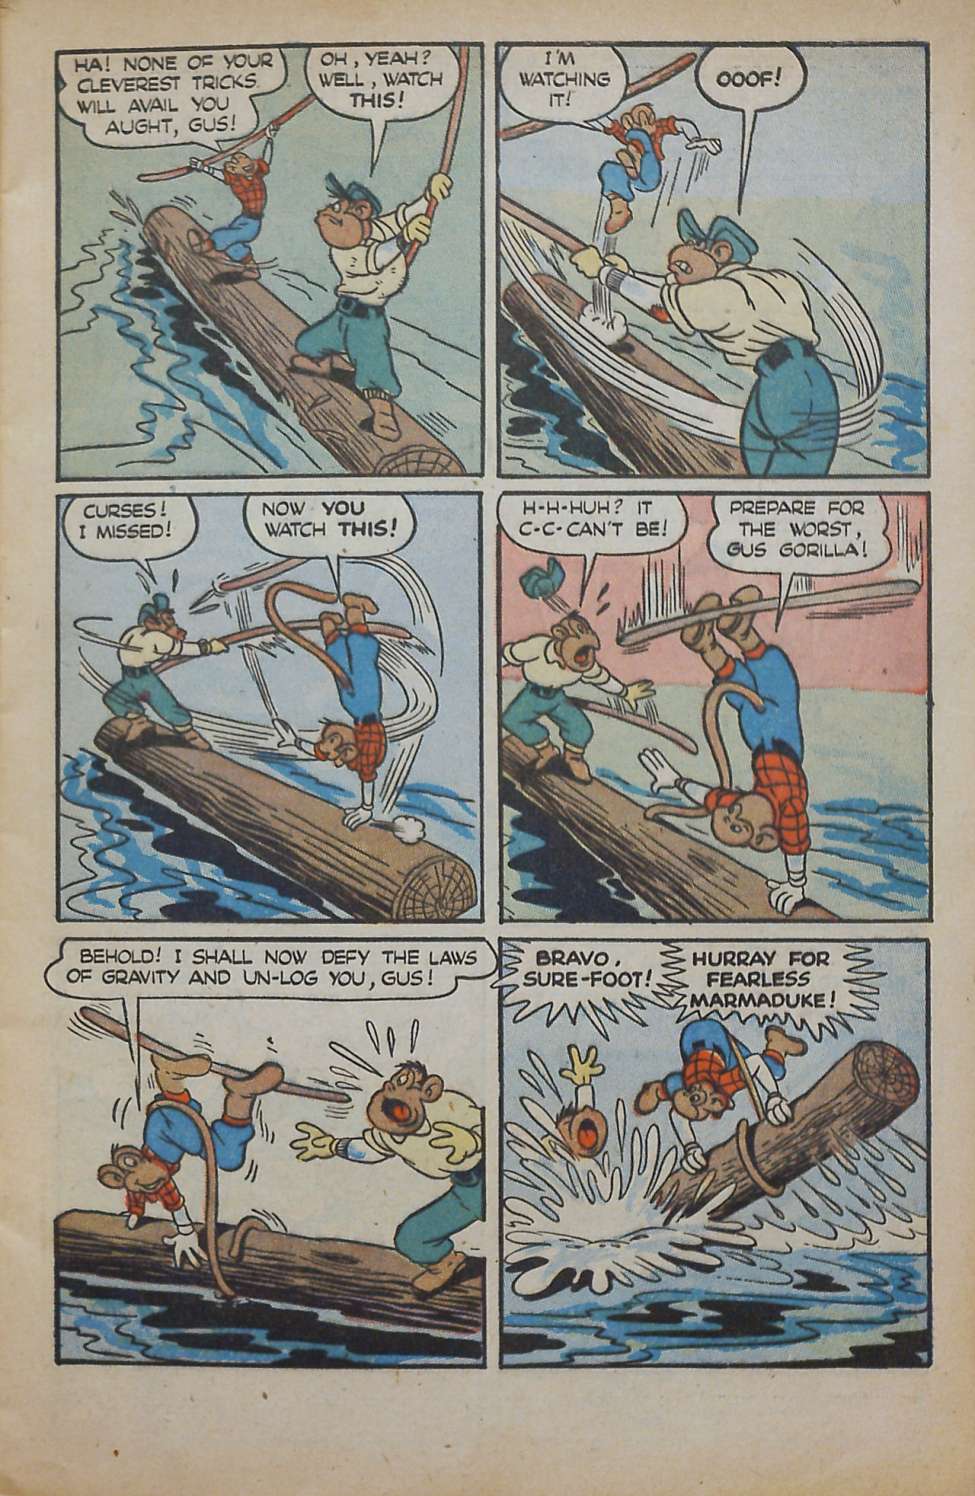 HA! NONE OF YOUR
CLEVEREST TRICKS
WILL AVAIL YOU
AUGHT, GUS!
OH, YEAH?
WELL, WATCH
THIS!
I'M
WATCHING
IT!
OOOF!
CURSES!
I MISSED!
NOW YOU
WATCH THIS!
H-H-HUH? IT
C-C-CAN'T BE!
PREPARE FOR
THE WORST,
GUS GORILLA!
BEHOLD! I SHALL NOW DEFY THE LAWS
OF GRAVITY AND UN-LOG YOU, GUS!
BRAVO,
SURE-FOOT!
HURRAY FOR
FEARLESS
MARMADUKE!